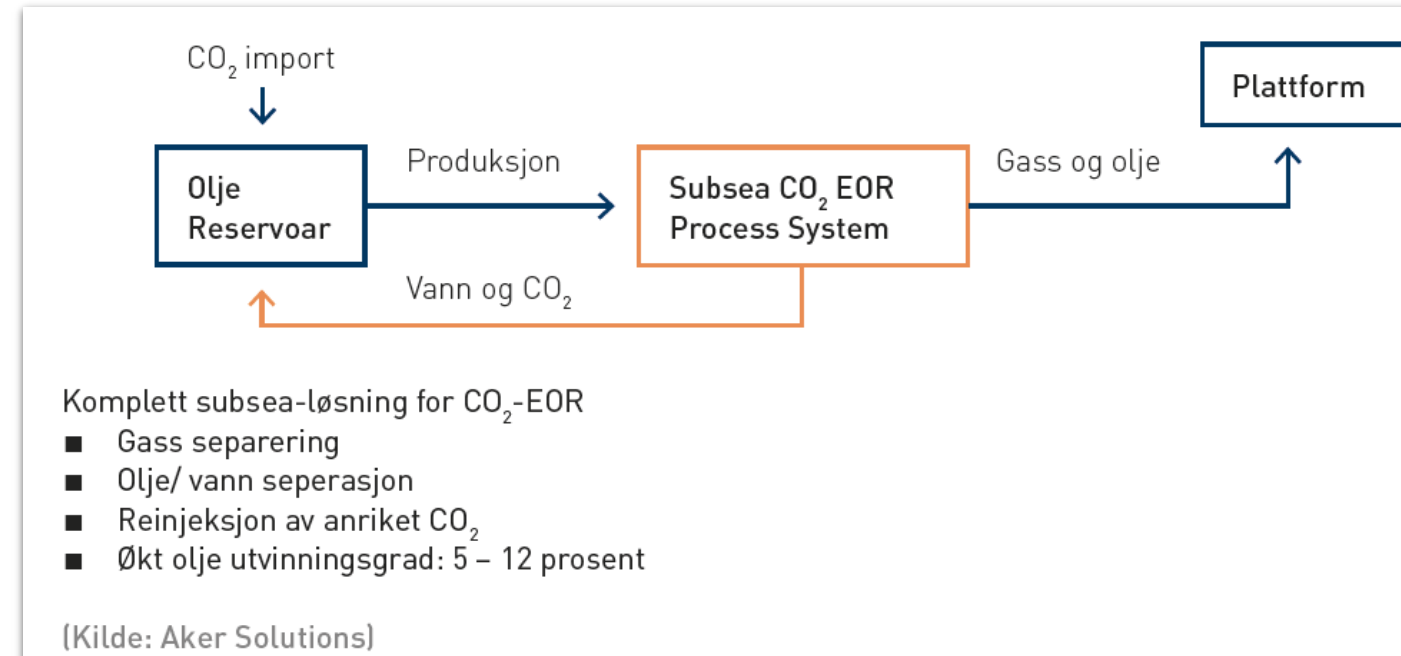 CO₂ import
Plattform
Produksjon
Gass og olje
Olje
Reservoar
Subsea CO₂ EOR
Process System
Vann og CO₂
Komplett subsea-løsning for CO₂-EOR
■ Gass separering
■ Olje/ vann seperasjon
■ Reinjeksjon av anriket CO₂
■ Økt olje utvinningsgrad: 5 – 12 prosent
(Kilde: Aker Solutions)